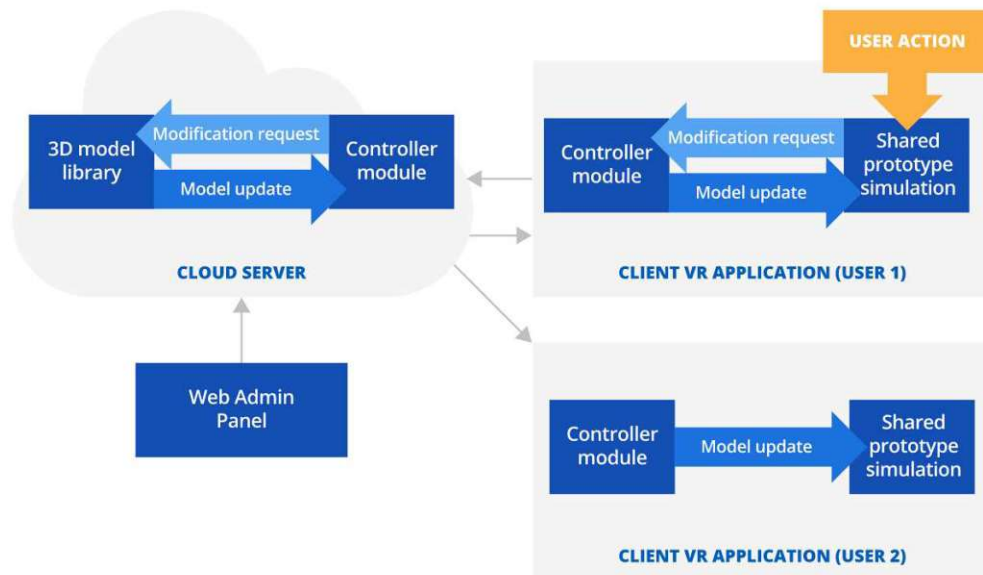 USER ACTION
3D model
library
Modification request
Model update
Controller
module
CLOUD SERVER
Controller
module
Modification request
Model update
Shared
prototype
simulation
CLIENT VR APPLICATION (USER 1)
Web Admin
Panel
Controller
module
Model update
Shared
prototype
simulation
CLIENT VR APPLICATION (USER 2)